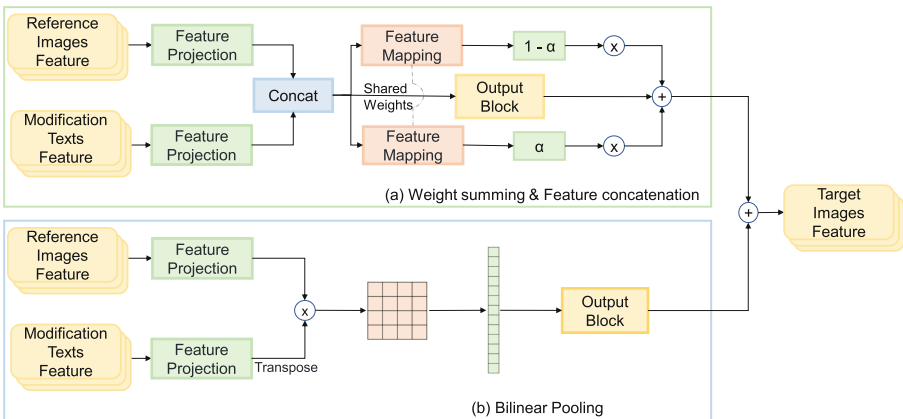 Reference
Images
Feature
Feature
Projection
Modification
Texts
Feature
Feature
Projection
Concat
Feature
Mapping
1 - α
x
Shared
Weights
Output
Block
+
Feature
Mapping
α
x
(a) Weight summing & Feature concatenation
+
Target
Images
Feature
Reference
Images
Feature
Feature
Projection
Modification
Texts
Feature
Feature
Projection
x
Transpose
Output
Block
(b) Bilinear Pooling